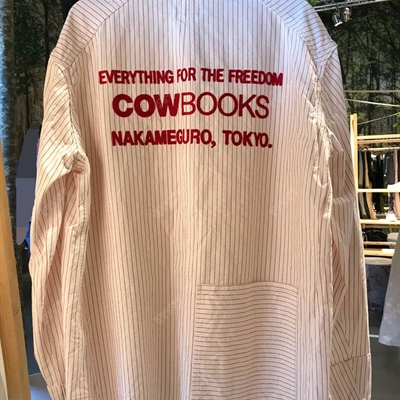 EVERYTHING FOR THE FREEDOM
COWBOOKS
NAKAMEGURO, TOKYO.